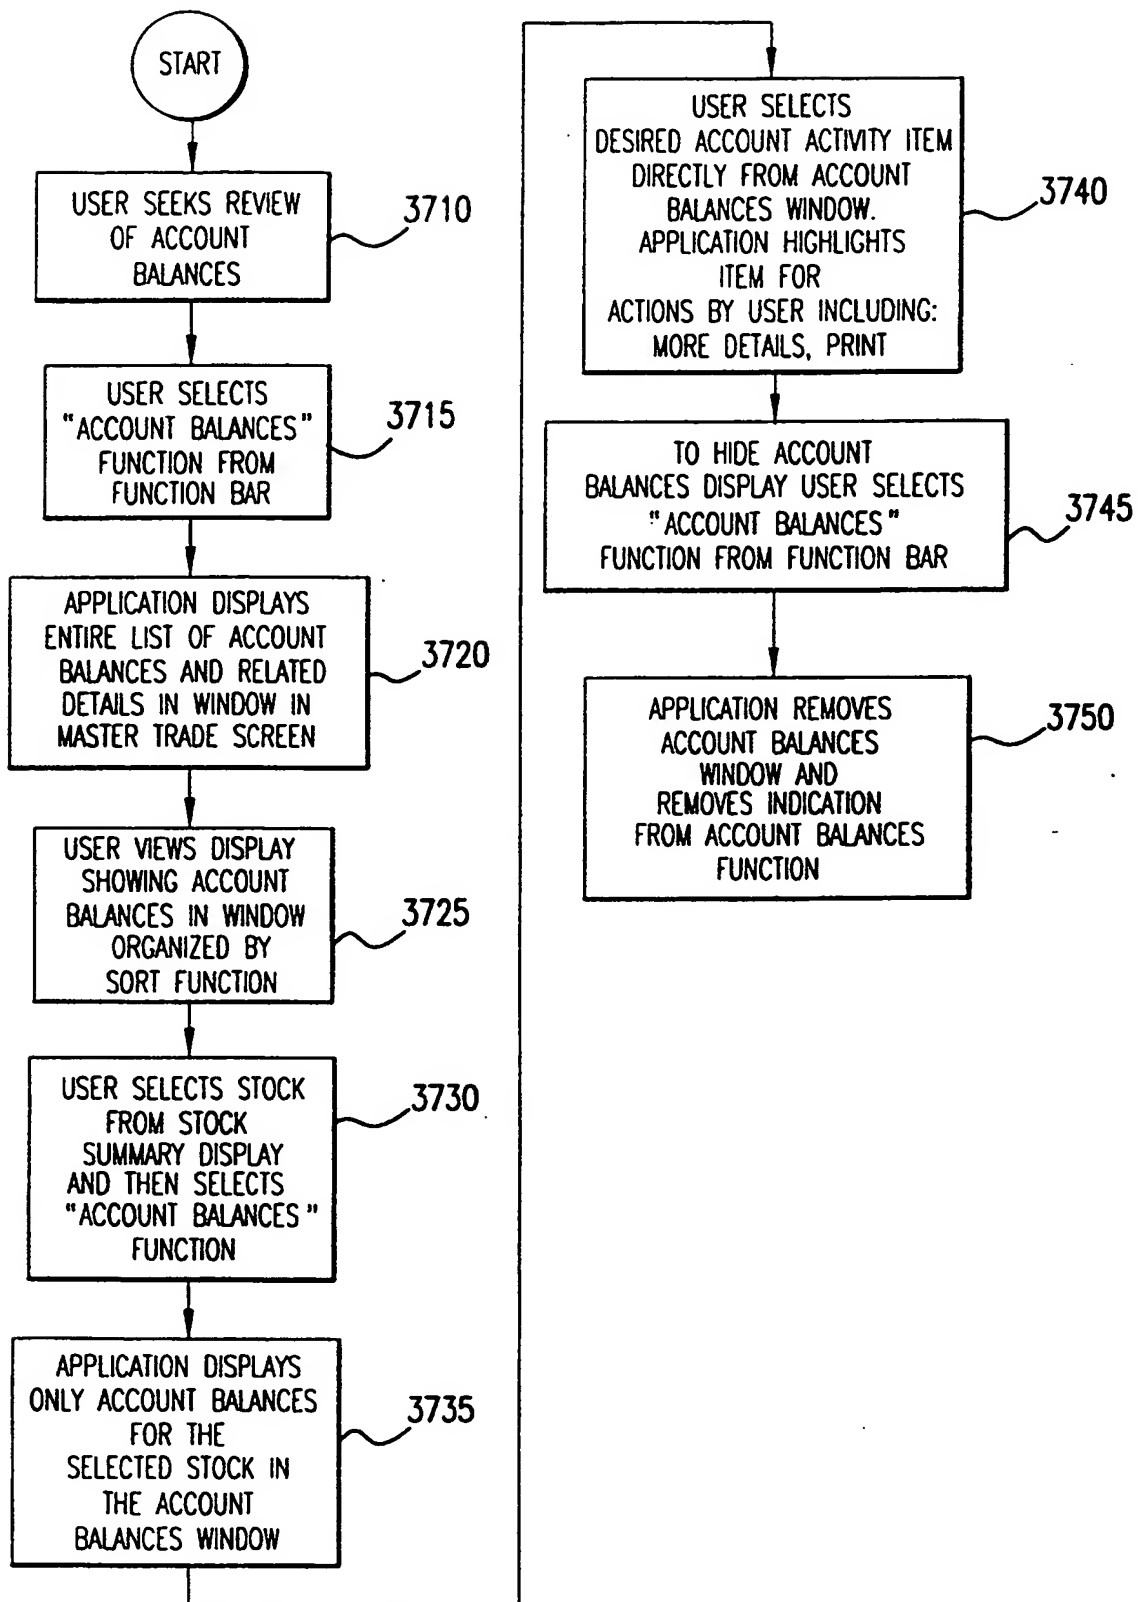 START
USER SEEKS REVIEW
OF ACCOUNT
BALANCES
3710
USER SELECTS
"ACCOUNT BALANCES"
FUNCTION FROM
FUNCTION BAR
3715
APPLICATION DISPLAYS
ENTIRE LIST OF ACCOUNT
BALANCES AND RELATED
DETAILS IN WINDOW IN
MASTER TRADE SCREEN
3720
USER VIEWS DISPLAY
SHOWING ACCOUNT
BALANCES IN WINDOW
ORGANIZED BY
SORT FUNCTION
3725
USER SELECTS STOCK
FROM STOCK
SUMMARY DISPLAY
AND THEN SELECTS
"ACCOUNT BALANCES"
FUNCTION
3730
APPLICATION DISPLAYS
ONLY ACCOUNT BALANCES
FOR THE
SELECTED STOCK IN
THE ACCOUNT
BALANCES WINDOW
3735
USER SELECTS
DESIRED ACCOUNT ACTIVITY ITEM
DIRECTLY FROM ACCOUNT
BALANCES WINDOW.
APPLICATION HIGHLIGHTS
ITEM FOR
ACTIONS BY USER INCLUDING:
MORE DETAILS, PRINT
3740
TO HIDE ACCOUNT
BALANCES DISPLAY USER SELECTS
"ACCOUNT BALANCES"
FUNCTION FROM FUNCTION BAR
3745
APPLICATION REMOVES
ACCOUNT BALANCES
WINDOW AND
REMOVES INDICATION
FROM ACCOUNT BALANCES
FUNCTION
3750